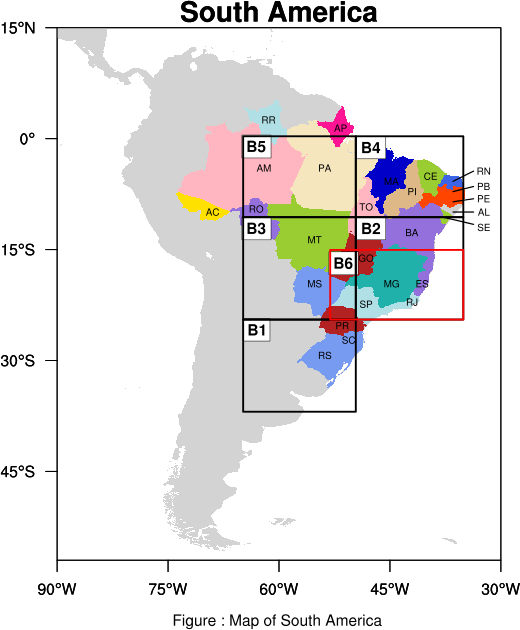 South America
15°N
0°
15°S
30°S
45°S
90°W 75°W 60°W 45°W 30°W
RR
AP
B5
B4
AM
PA
MA
CE
PI
RN
PB
PE
AL
SE
TO
AC
RO
B3
B2
BA
MT
B6
GO
MS
MG
ES
SP
RJ
B1
PR
SC
RS
Figure : Map of South America